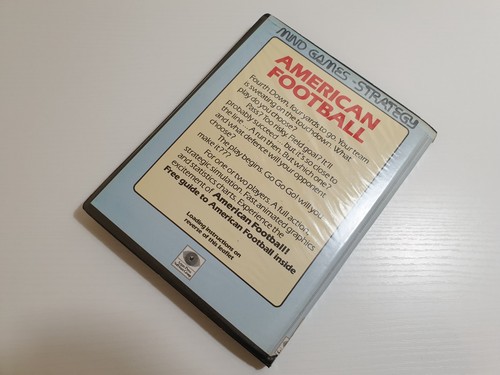 MIND GAMES-STRATEGY
AMERICAN
FOOTBALL
Fourth Down, four yards to go. Your team
is sweating on the touchdown. What
play do you choose?
Pass? Too risky. Field goal? It'll
probably succeed - but it's so close to
the line. A run then. But which one?
and what defence will your opponent
choose?
The play begins. Go Go Go! will you
make it???
For one or two players. A full action,
strategic simulation. Fast animated graphics
and statistics charts. Experience the
excitement of American Football!
Free guide to American Football inside
Loading instructions on
reverse of this leaflet